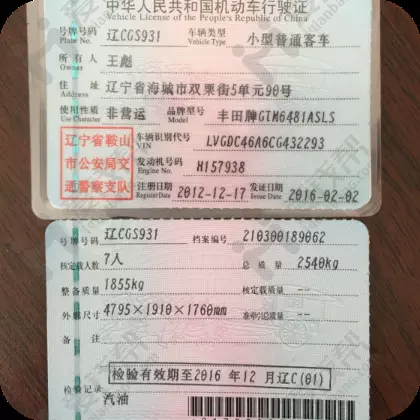 中华人民共和国机动车行驶证
Vehicle License of the People's Republic of China
号牌号码 辽CGS931 车辆类型 小型普通客车
Plate No. Vehicle Type
所有人 王彪
Owner
住址 辽宁省海城市双栗街5单元90号
Address
使用性质 非营运 品牌型号 丰田牌GTM6481ASLS
Use Character Model
辽宁省鞍山
市公安局交
通警察支队
车辆识别代号 LVGDC46A6CG432293
VIN
发动机号码 H157938
Engine No.
注册日期 2012-12-17 发证日期 2016-02-02
Register Date Issue Date
号牌号码 辽CGS931 档案编号 210300189062
核定载人数 7人 总质量 2540kg
整备质量 1855kg 核定载质量 --
外廓尺寸 4795×1910×1760mm 准牵引总质量 --
备注
检验有效期至2016年12月辽C(01)
检验记录
汽油